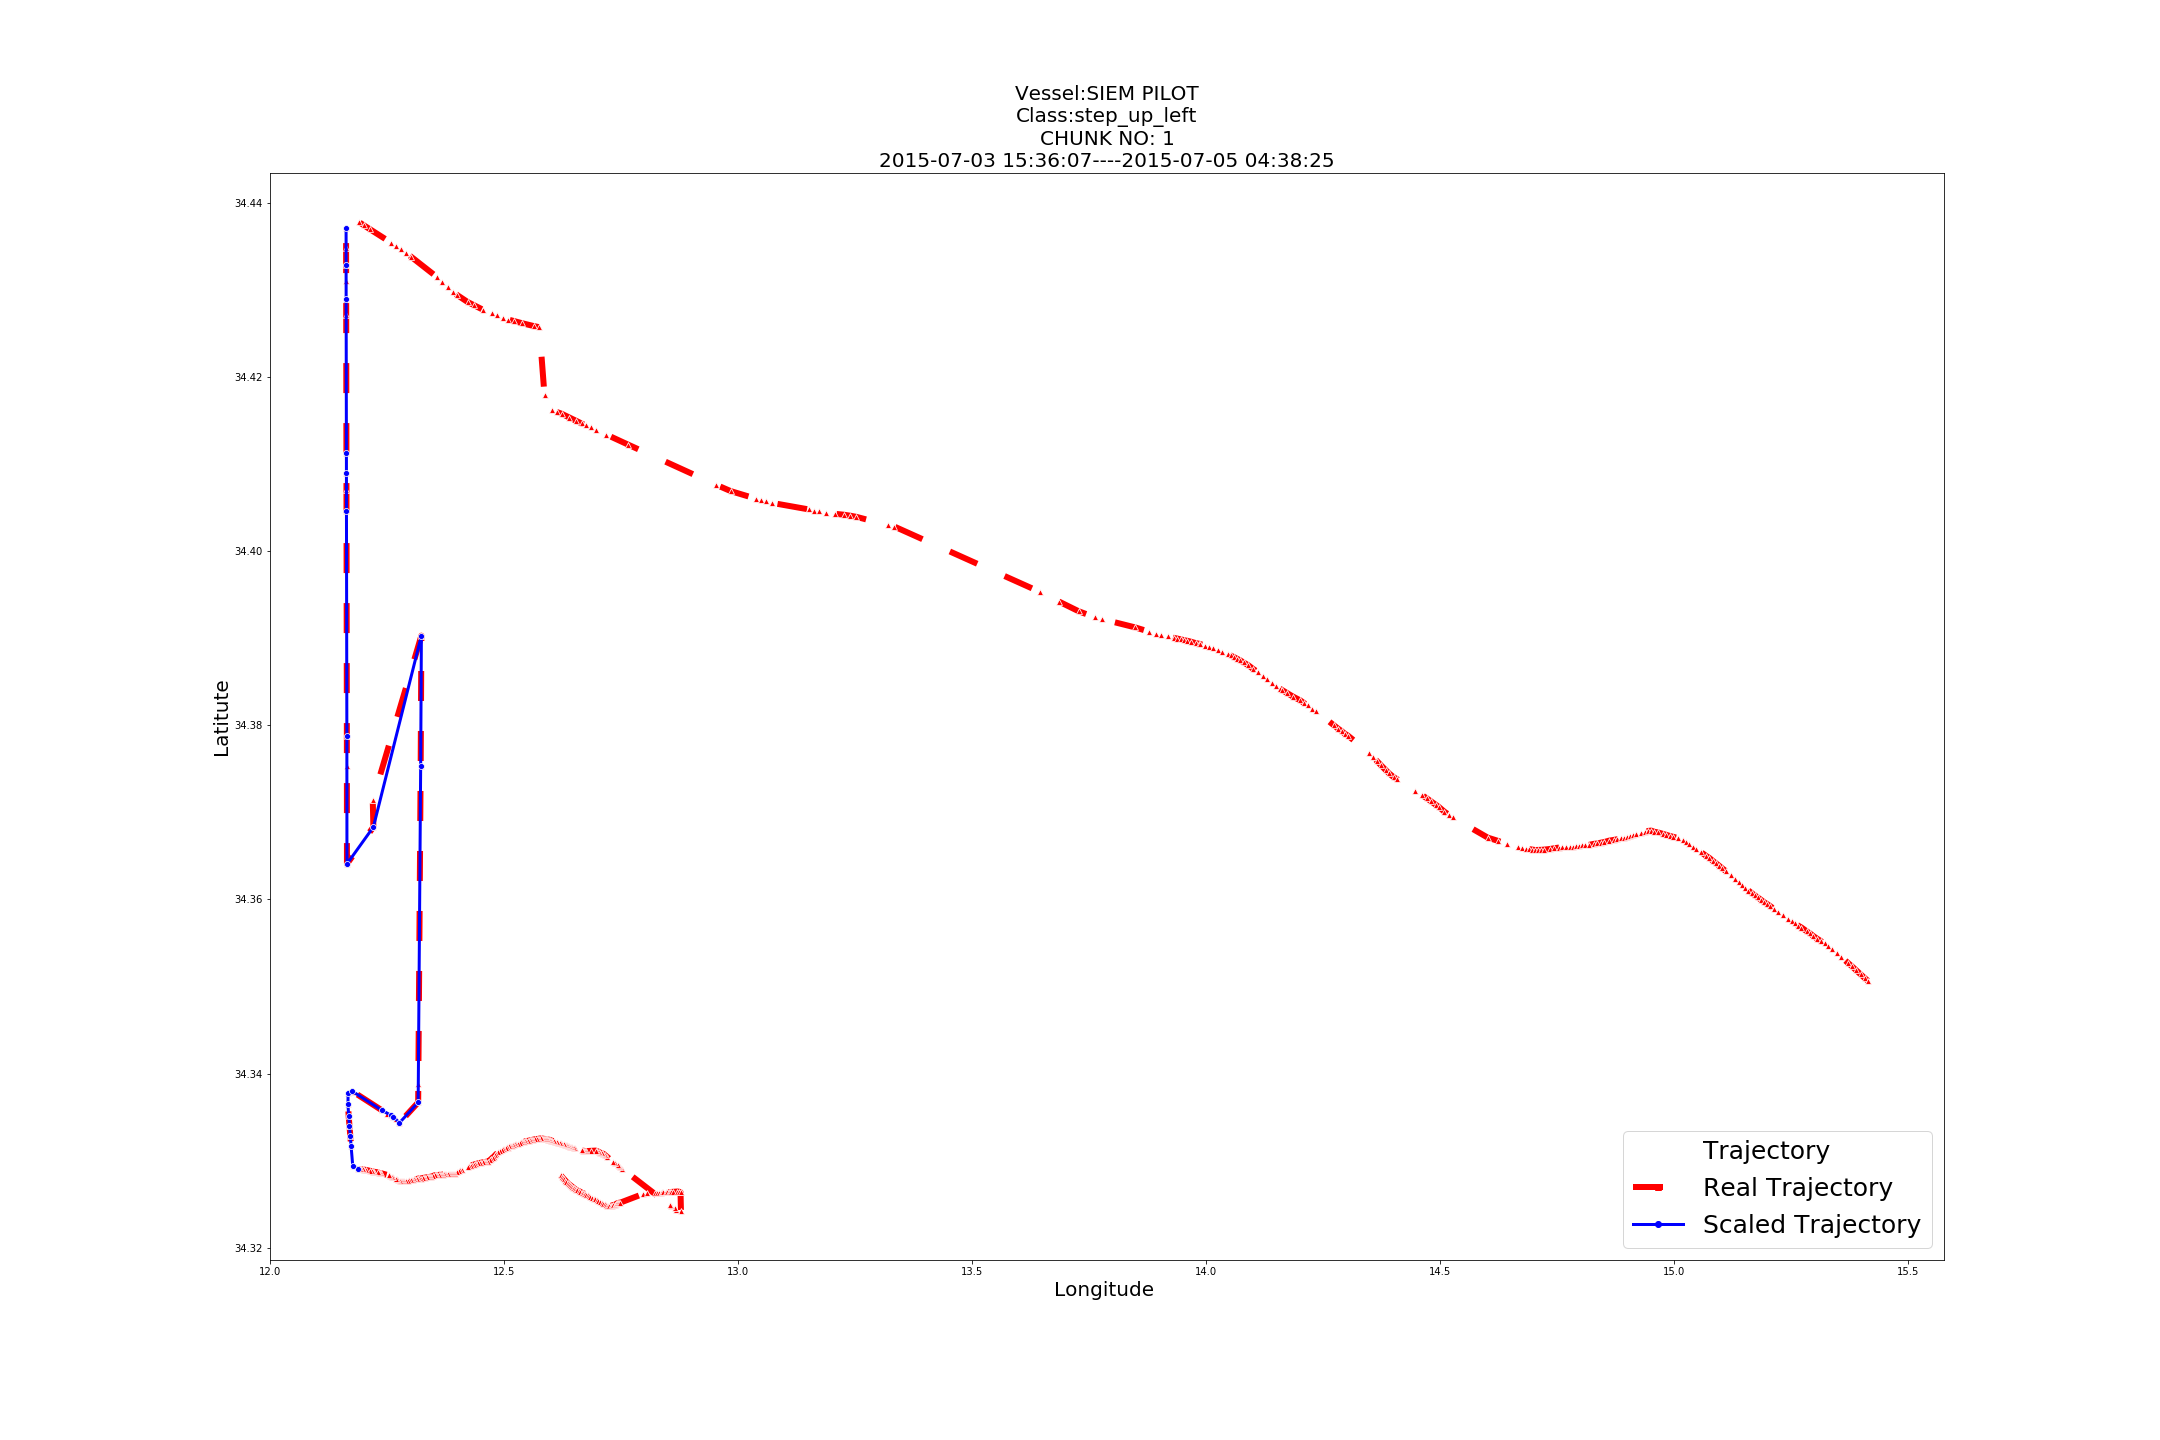 Vessel:SIEM PILOT
Class:step_up_left
CHUNK NO: 1
2015-07-03 15:36:07----2015-07-05 04:38:25
34.44
34.42
34.40
34.38
34.36
34.34
34.32
Latitute
12.0
12.5
13.0
13.5
14.0
14.5
15.0
15.5
Longitude
Trajectory
Real Trajectory
Scaled Trajectory